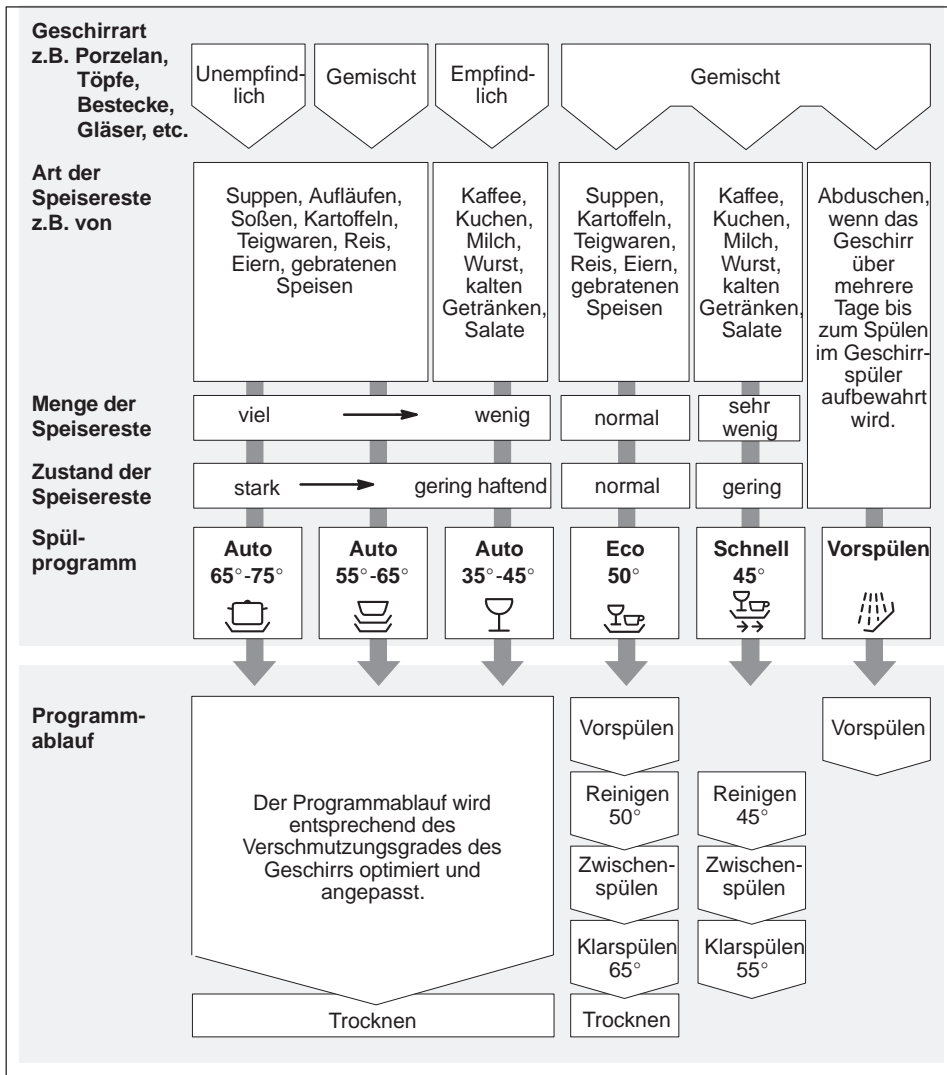 Geschirrart
z.B. Porzelan,
Töpfe,
Bestecke,
Gläser, etc.
Unempfind-
lich
Gemischt
Empfind-
lich
Gemischt
Art der
Speisereste
z.B. von
Suppen, Aufläufen,
Soßen, Kartoffeln,
Teigwaren, Reis,
Eiern, gebratenen
Speisen
Kaffee,
Kuchen,
Milch,
Wurst,
kalten
Getränken,
Salate
Suppen,
Kartoffeln,
Teigwaren,
Reis, Eiern,
gebratenen
Speisen
Kaffee,
Kuchen,
Milch,
Wurst,
kalten
Getränken,
Salate
Abduschen,
wenn das
Geschirr
über
mehrere
Tage bis
zum Spülen
im Geschirr-
spüler
aufbewahrt
wird.
Menge der
Speisereste
viel
wenig
normal
sehr
wenig
Zustand der
Speisereste
stark
gering haftend
normal
gering
Spül-
programm
Auto
65°-75°
Auto
55°-65°
Auto
35°-45°
Eco
50°
Schnell
45°
Vorspülen
Programm-
ablauf
Der Programmablauf wird
entsprechend des
Verschmutzungsgrades des
Geschirrs optimiert und
angepasst.
Trocknen
Vorspülen
Reinigen
50°
Zwischen-
spülen
Klarspülen
65°
Trocknen
Reinigen
45°
Zwischen-
spülen
Klarspülen
55°
Vorspülen